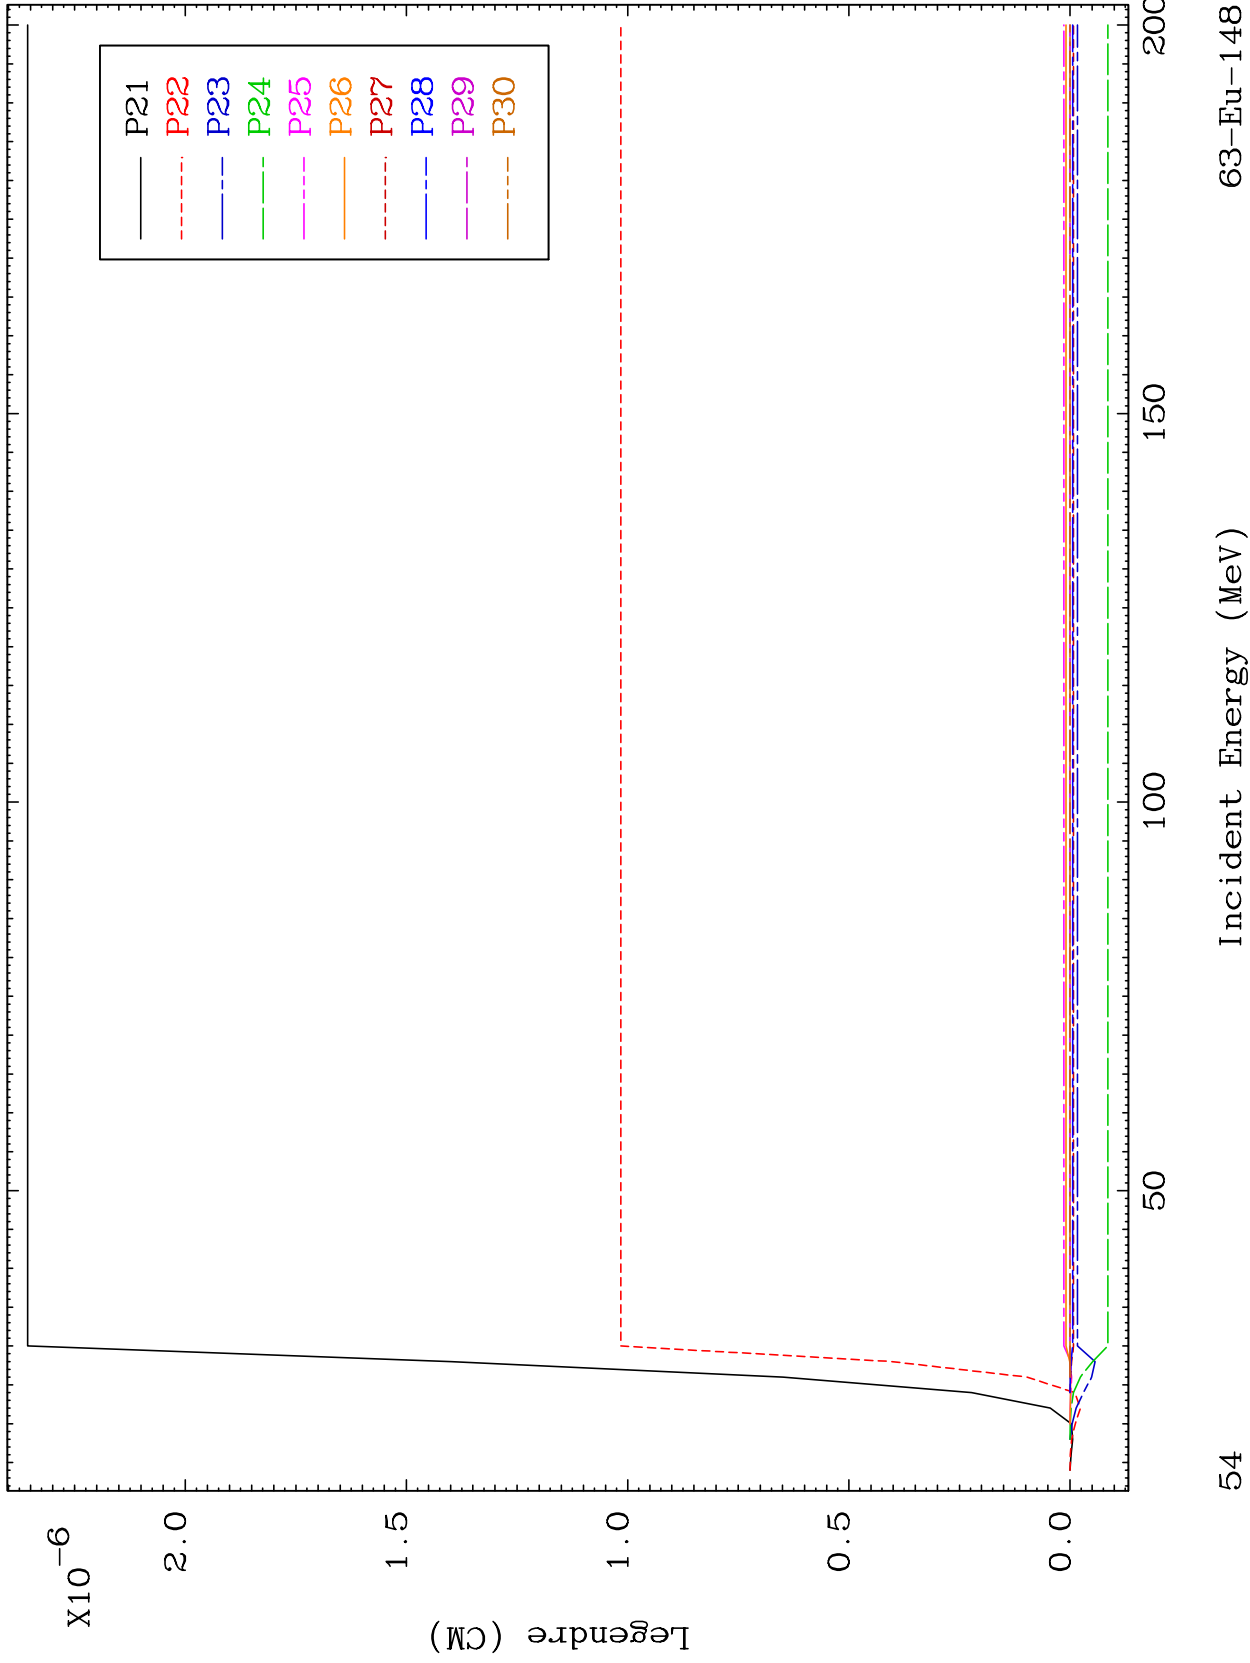 X10-6
2.0
1.5
1.0
0.5
0.0
Legendre (CM)
P21
P22
P23
P24
P25
P26
P27
P28
P29
P30
50
100
150
200
54
Incident Energy (MeV)
63-Eu-148